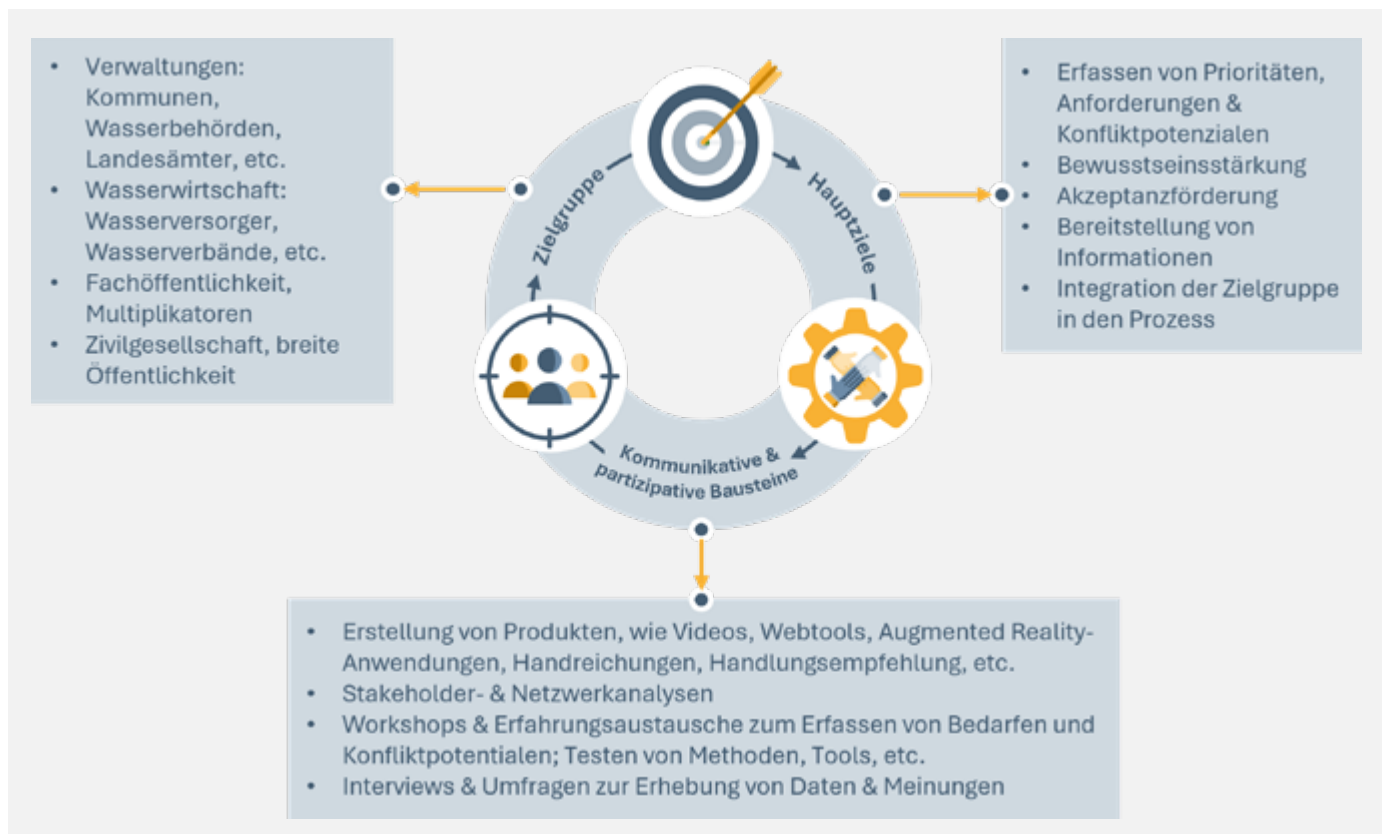 • Verwaltungen:
Kommunen,
Wasserbehörden,
Landesämter, etc.
• Wasserwirtschaft:
Wasserversorger,
Wasserverbände, etc.
• Fachöffentlichkeit,
Multiplikatoren
• Zivilgesellschaft, breite
Öffentlichkeit
Zielgruppe
Hauptziele
• Erfassen von Prioritäten,
Anforderungen &
Konfliktpotenzialen
• Bewusstseinsstärkung
• Akzeptanzförderung
• Bereitstellung von
Informationen
• Integration der Zielgruppe
in den Prozess
Kommunikative &
partizipative Bausteine
• Erstellung von Produkten, wie Videos, Webtools, Augmented Reality-
Anwendungen, Handreichungen, Handlungsempfehlung, etc.
• Stakeholder- & Netzwerkanalysen
• Workshops & Erfahrungsaustausche zum Erfassen von Bedarfen und
Konfliktpotentialen; Testen von Methoden, Tools, etc.
• Interviews & Umfragen zur Erhebung von Daten & Meinungen